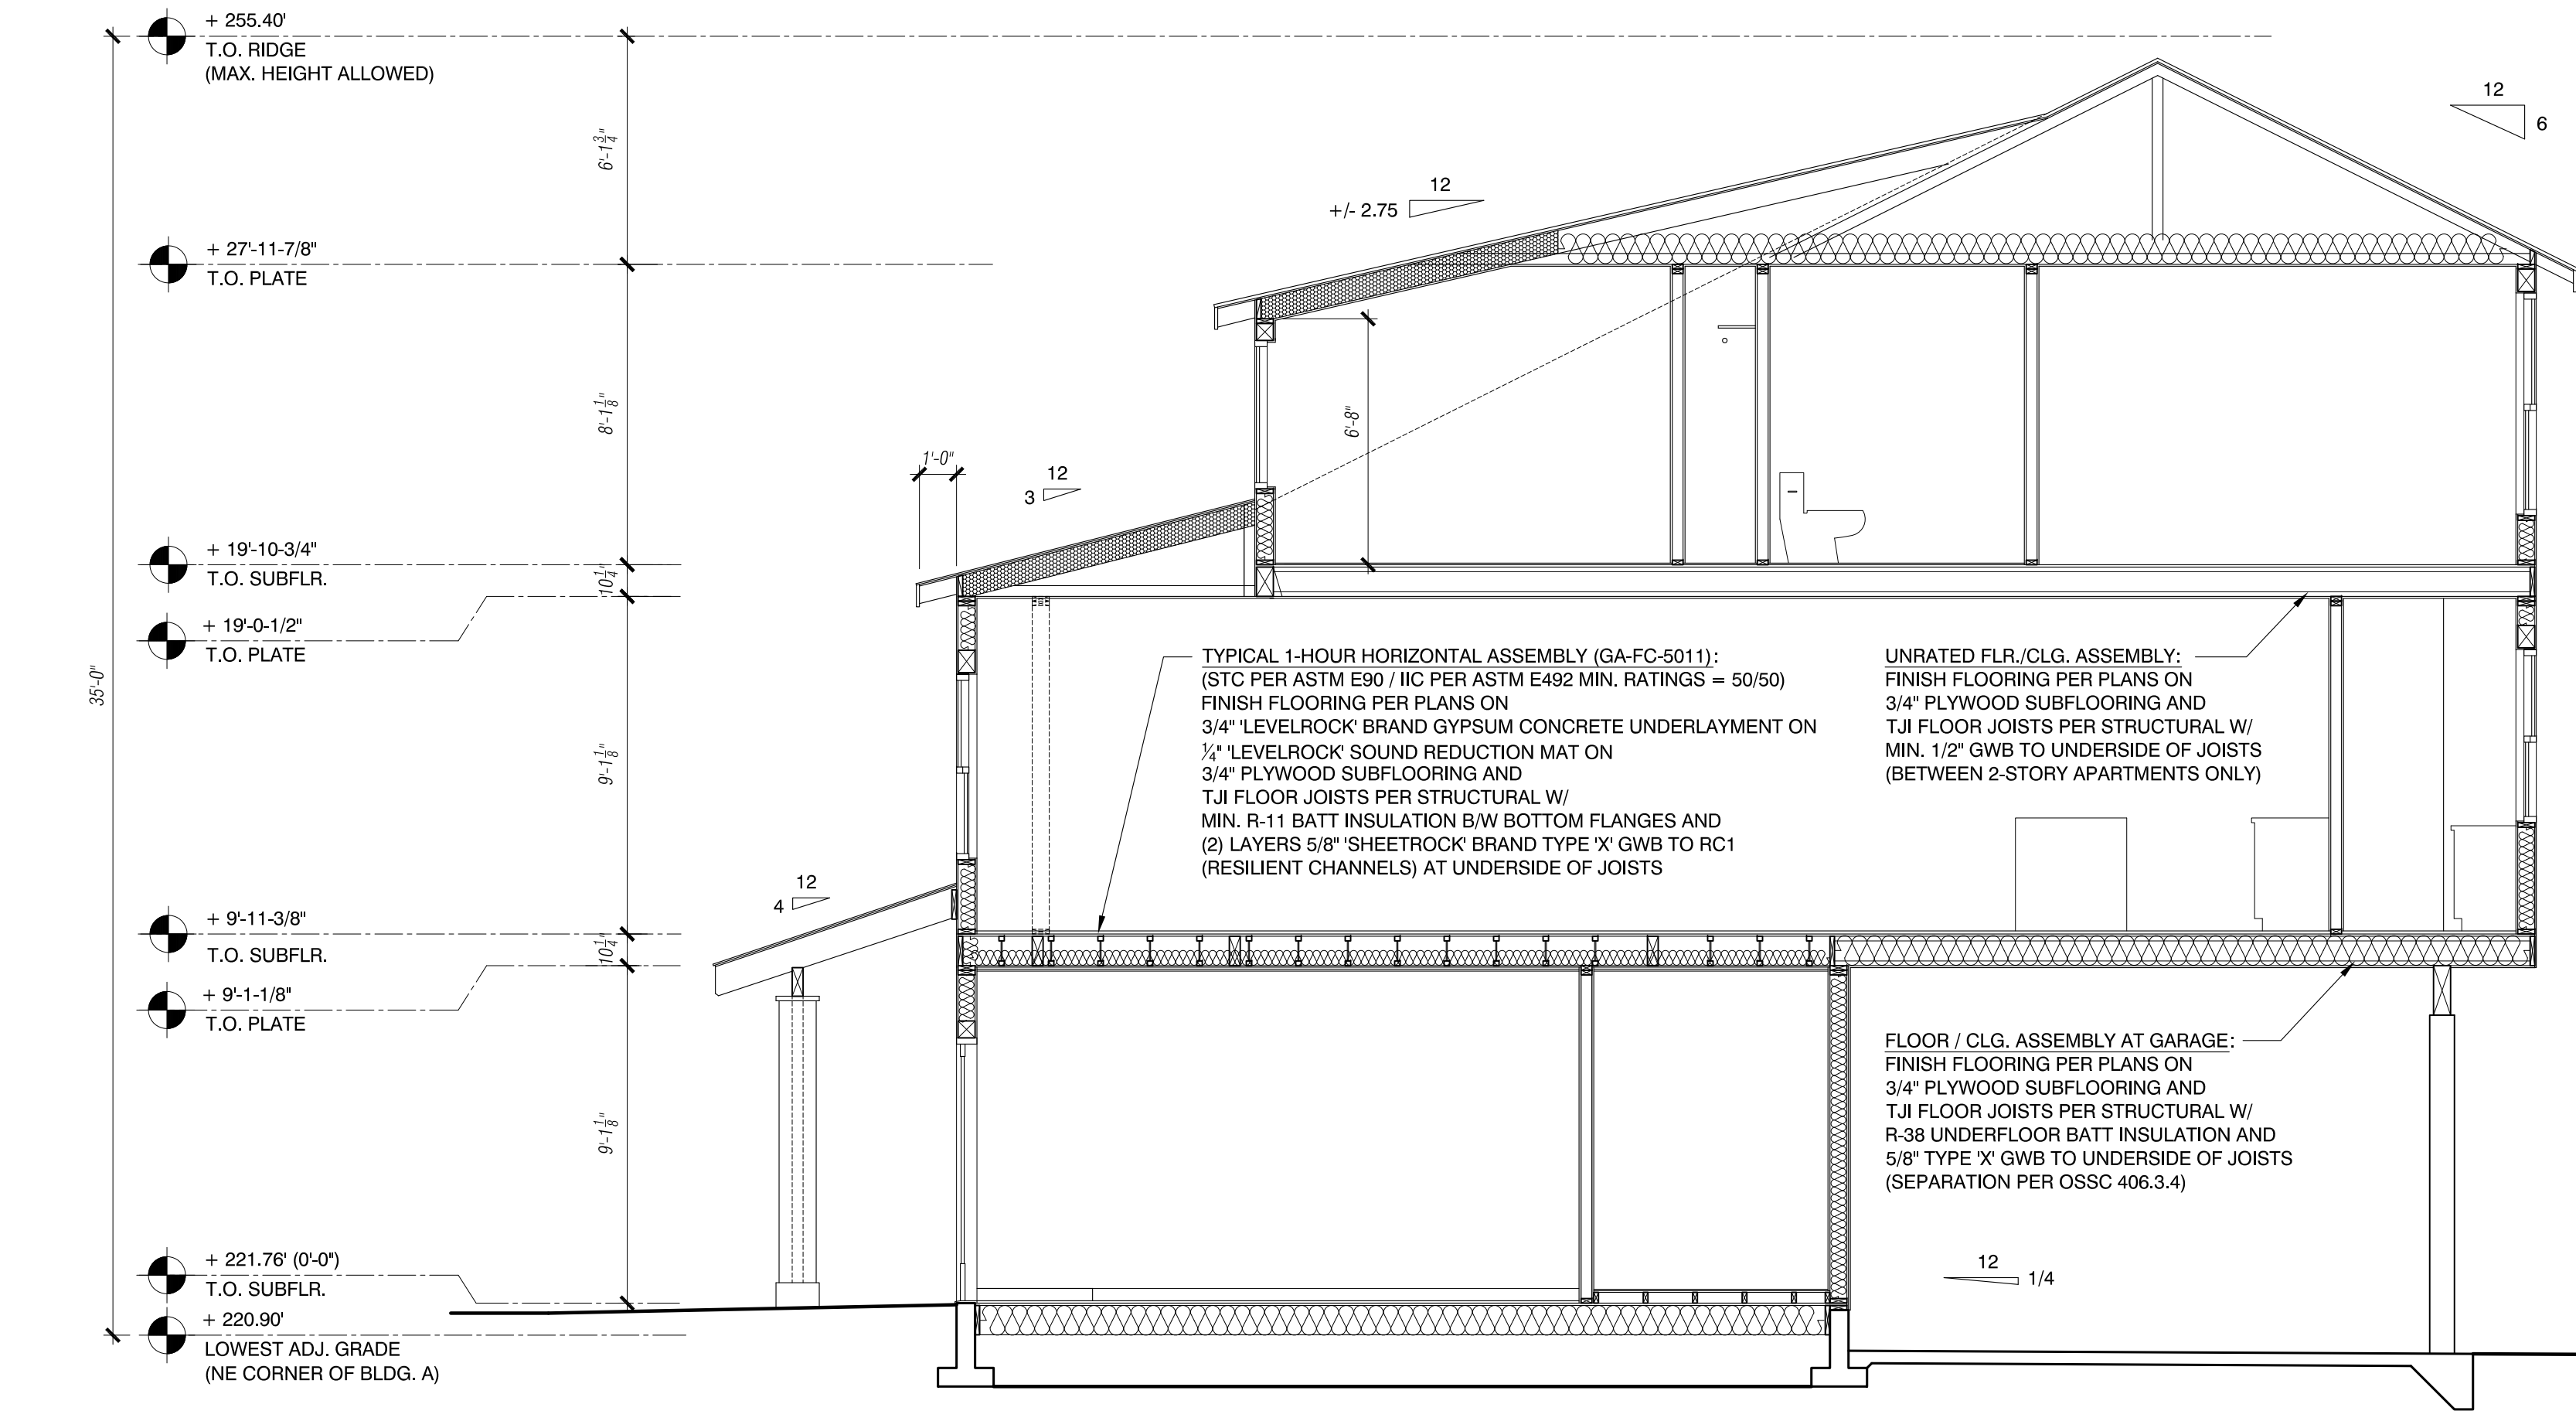 + 255.40'
T.O. RIDGE
(MAX. HEIGHT ALLOWED)
6'-1 3/4"
12
6
12
+/- 2.75
+ 27'-11-7/8"
T.O. PLATE
8'-1 1/8"
6'-8"
1'-0"
12
3
+ 19'-10-3/4"
T.O. SUBFLR.
10 1/4"
+ 19'-0-1/2"
T.O. PLATE
35'-0"
9'-1 1/8"
TYPICAL 1-HOUR HORIZONTAL ASSEMBLY (GA-FC-5011):
(STC PER ASTM E90 / IIC PER ASTM E492 MIN. RATINGS = 50/50)
FINISH FLOORING PER PLANS ON
3/4" 'LEVELROCK' BRAND GYPSUM CONCRETE UNDERLAYMENT ON
¼" 'LEVELROCK' SOUND REDUCTION MAT ON
3/4" PLYWOOD SUBFLOORING AND
TJI FLOOR JOISTS PER STRUCTURAL W/
MIN. R-11 BATT INSULATION B/W BOTTOM FLANGES AND
(2) LAYERS 5/8" 'SHEETROCK' BRAND TYPE 'X' GWB TO RC1
(RESILIENT CHANNELS) AT UNDERSIDE OF JOISTS
UNRATED FLR./CLG. ASSEMBLY:
FINISH FLOORING PER PLANS ON
3/4" PLYWOOD SUBFLOORING AND
TJI FLOOR JOISTS PER STRUCTURAL W/
MIN. 1/2" GWB TO UNDERSIDE OF JOISTS
(BETWEEN 2-STORY APARTMENTS ONLY)
12
4
+ 9'-11-3/8"
T.O. SUBFLR.
10 1/4"
+ 9'-1-1/8"
T.O. PLATE
9'-1 1/8"
FLOOR / CLG. ASSEMBLY AT GARAGE:
FINISH FLOORING PER PLANS ON
3/4" PLYWOOD SUBFLOORING AND
TJI FLOOR JOISTS PER STRUCTURAL W/
R-38 UNDERFLOOR BATT INSULATION AND
5/8" TYPE 'X' GWB TO UNDERSIDE OF JOISTS
(SEPARATION PER OSSC 406.3.4)
12
1/4
+ 221.76' (0'-0")
T.O. SUBFLR.
+ 220.90'
LOWEST ADJ. GRADE
(NE CORNER OF BLDG. A)